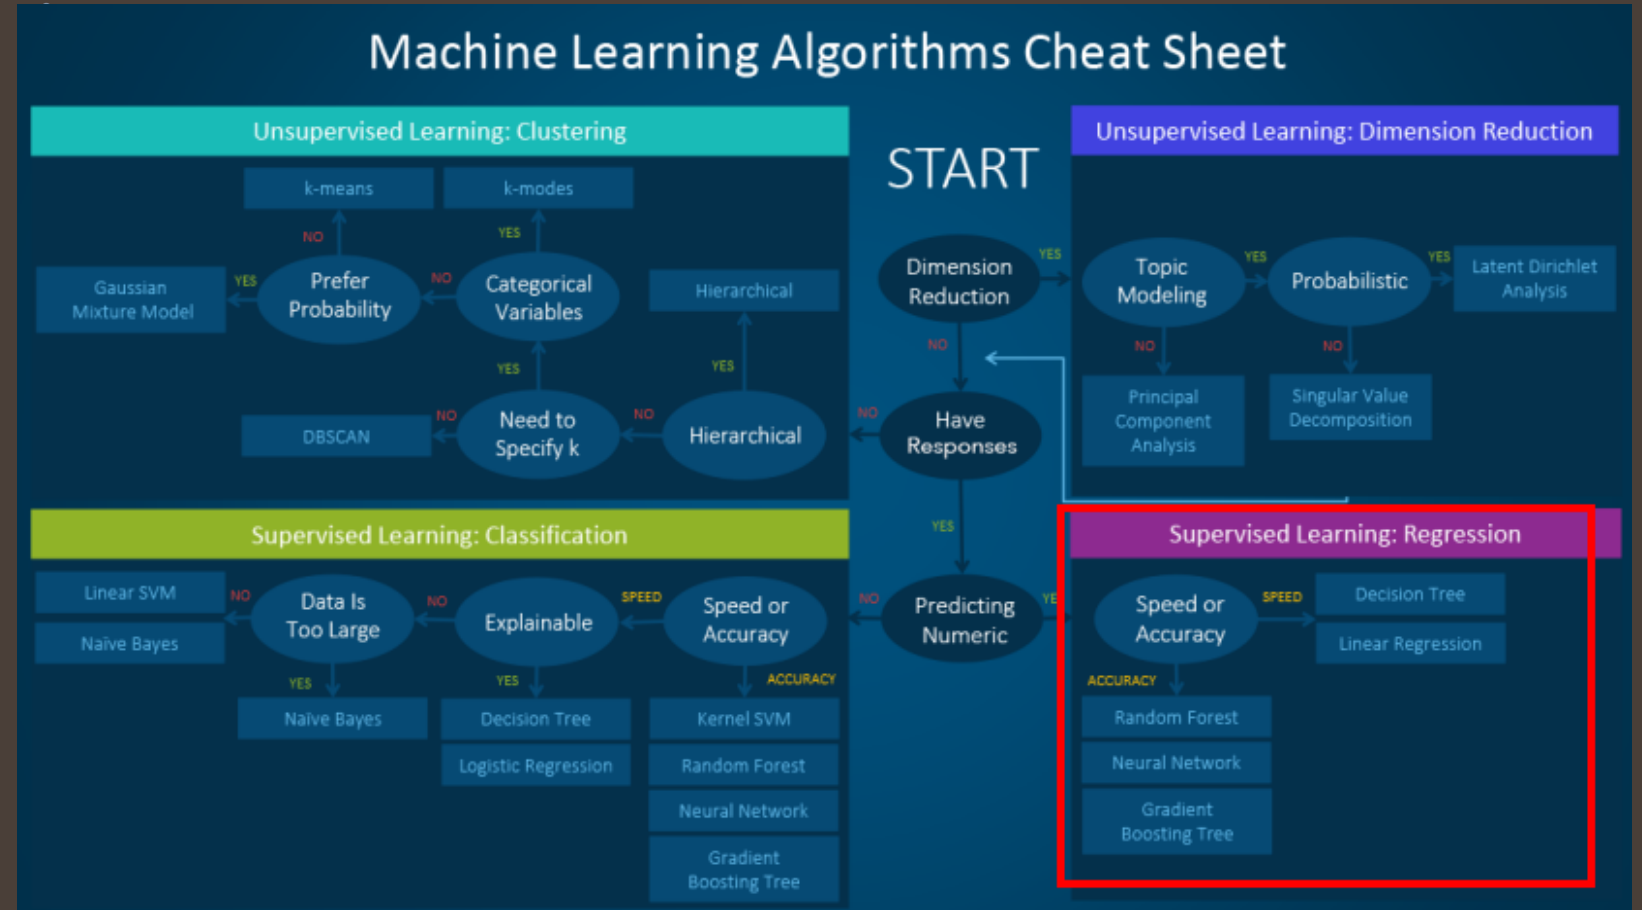 Machine Learning Algorithms Cheat Sheet
Unsupervised Learning: Clustering
k-means
k-modes
NO
YES
Gaussian
Mixture Model
YES
Prefer
Probability
NO
Categorical
Variables
Hierarchical
YES
YES
DBSCAN
NO
Need to
Specify k
NO
Hierarchical
START
Dimension
Reduction
YES
NO
NO
Have
Responses
YES
NO
Predicting
Numeric
YE
Unsupervised Learning: Dimension Reduction
Topic
Modeling
YES
Probabilistic
YES
Latent Dirichlet
Analysis
NO
NO
Principal
Component
Analysis
Singular Value
Decomposition
Supervised Learning: Classification
Linear SVM
Naïve Bayes
NO
Data Is
Too Large
NO
Explainable
SPEED
Speed or
Accuracy
YES
YES
ACCURACY
Naïve Bayes
Decision Tree
Logistic Regression
Kernel SVM
Random Forest
Neural Network
Gradient
Boosting Tree
Supervised Learning: Regression
Speed or
Accuracy
SPEED
Decision Tree
Linear Regression
ACCURACY
Random Forest
Neural Network
Gradient
Boosting Tree